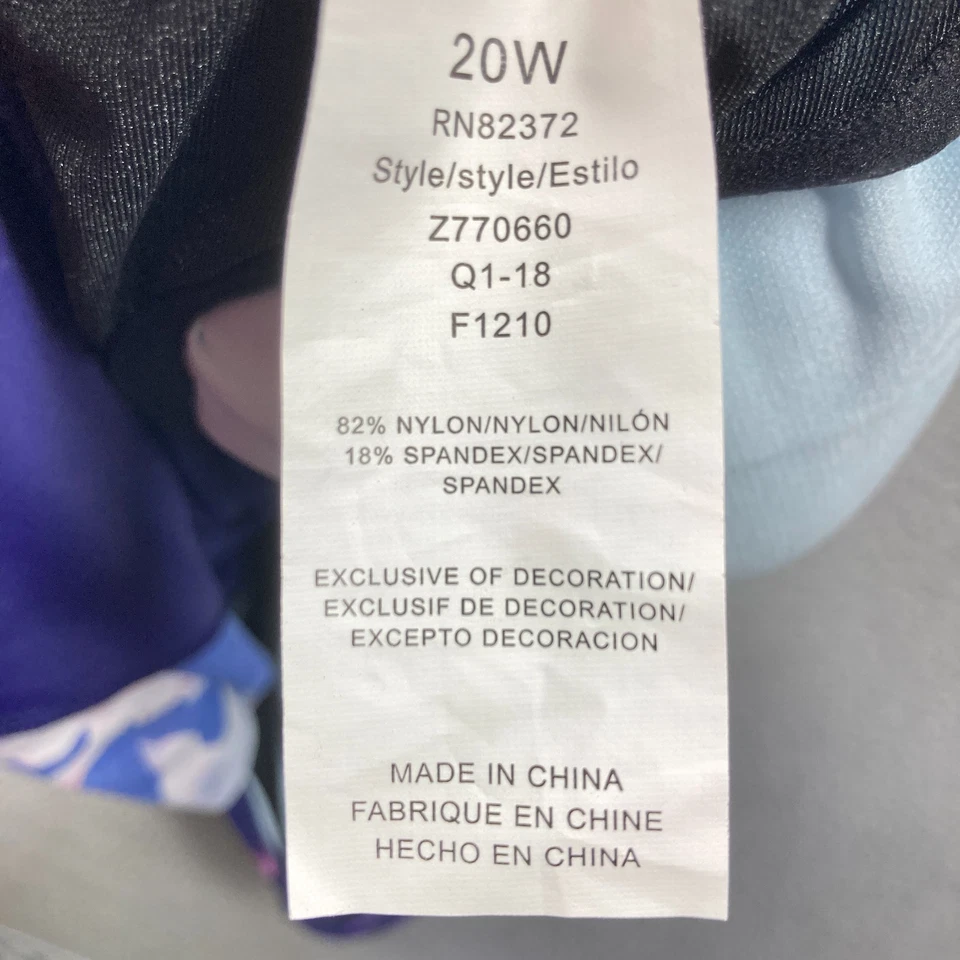 20W
RN82372
Style/style/Estilo
Z770660
Q1-18
F1210
82% NYLON/NYLON/NILÓN
18% SPANDEX/SPANDEX/
SPANDEX
EXCLUSIVE OF DECORATION/
EXCLUSIF DE DECORATION/
EXCEPTO DECORACION
MADE IN CHINA
FABRIQUE EN CHINE
HECHO EN CHINA